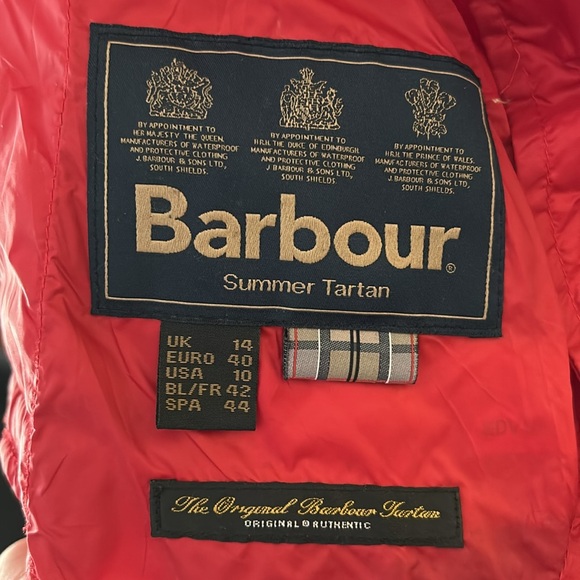 BY APPOINTMENT TO
HER MAJESTY THE QUEEN.
MANUFACTURERS OF WATERPROOF
AND PROTECTIVE CLOTHING
J. BARBOUR & SONS LTD.
SOUTH SHIELDS.
BY APPOINTMENT TO
H.R.H. THE DUKE OF EDINBURGH.
MANUFACTURERS OF WATERPROOF
AND PROTECTIVE CLOTHING
J. BARBOUR & SONS LTD.
SOUTH SHIELDS.
BY APPOINTMENT TO
H.R.H. THE PRINCE OF WALES.
MANUFACTURERS OF WATERPROOF
AND PROTECTIVE CLOTHING
J. BARBOUR & SONS LTD.
SOUTH SHIELDS.
Barbour®
Summer Tartan
UK 14
EURO 40
USA 10
BL/FR 42
SPA 44
The Original Barbour Tartan
ORIGINAL & AUTHENTIC